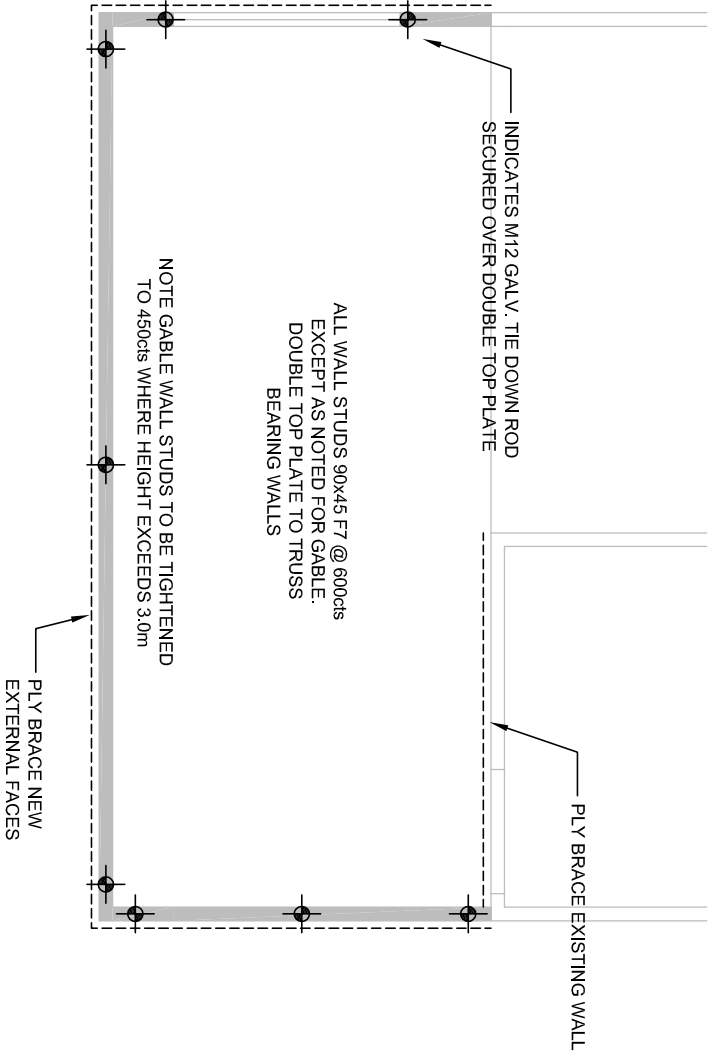 INDICATES M12 GALV. TIE DOWN ROD
SECURED OVER DOUBLE TOP PLATE
ALL WALL STUDS 90x45 F7 @ 600cts
EXCEPT AS NOTED FOR GABLE.
DOUBLE TOP PLATE TO TRUSS
BEARING WALLS
NOTE GABLE WALL STUDS TO BE TIGHTENED
TO 450cts WHERE HEIGHT EXCEEDS 3.0m
PLY BRACE EXISTING WALL
PLY BRACE NEW
EXTERNAL FACES